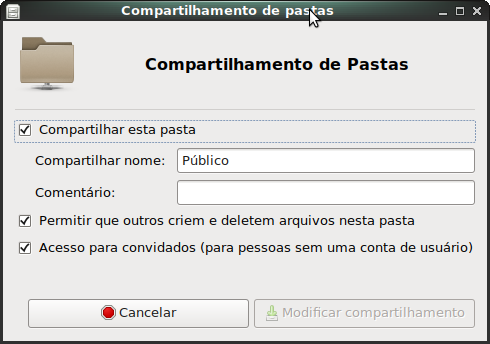 Compartilhamento de pastas
Compartilhamento de Pastas
Compartilhar esta pasta
Compartilhar nome: Público
Comentário:
Permitir que outros criem e deletem arquivos nesta pasta
Acesso para convidados (para pessoas sem uma conta de usuário)
Cancelar Modificar compartilhamento